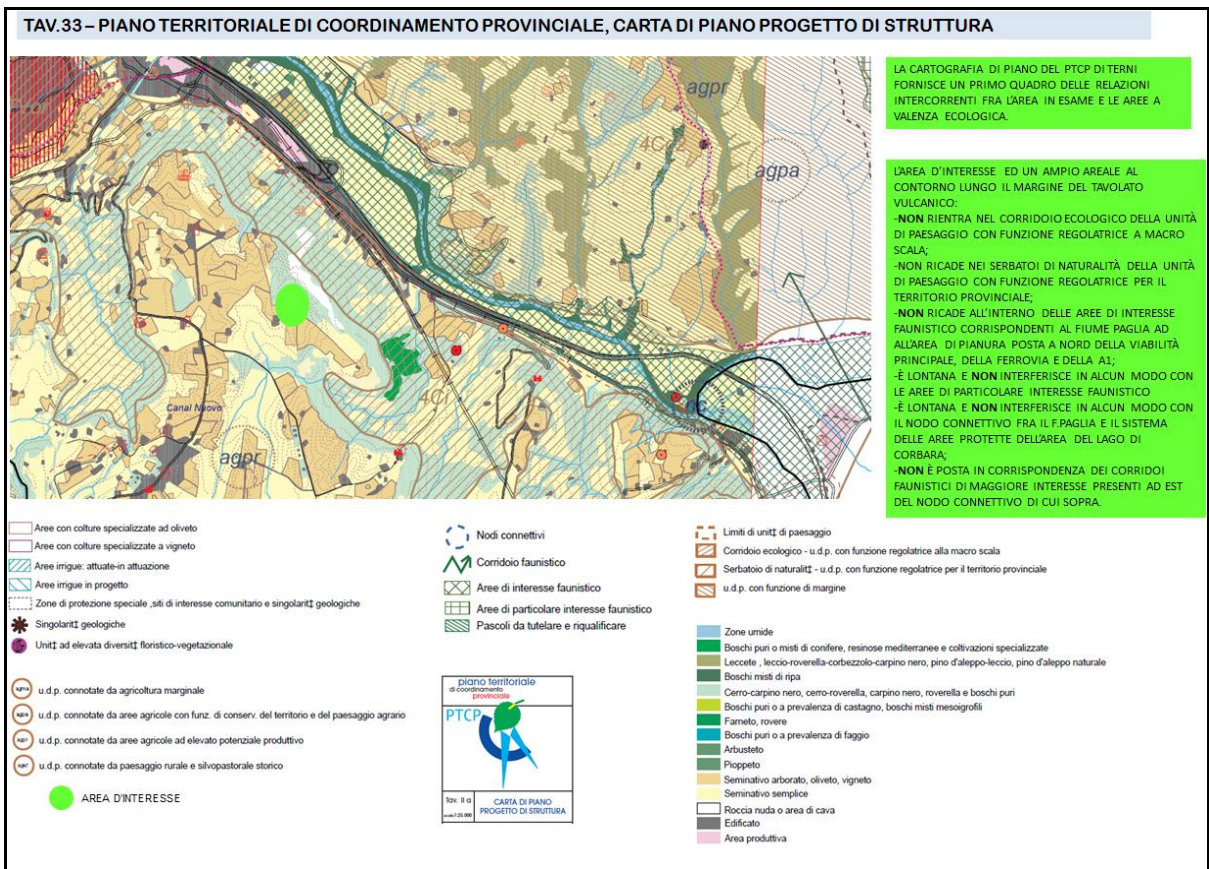 TAV.33 – PIANO TERRITORIALE DI COORDINAMENTO PROVINCIALE, CARTA DI PIANO PROGETTO DI STRUTTURA
agpr
4Cr2
agpa
Canal Nuovo
4Cr
agpr
LA CARTOGRAFIA DI PIANO DEL PTCP DI TERNI
FORNISCE UN PRIMO QUADRO DELLE RELAZIONI
INTERCORRENTI FRA L'AREA IN ESAME E LE AREE A
VALENZA ECOLOGICA.
L'AREA D'INTERESSE ED UN AMPIO AREALE AL
CONTORNO LUNGO IL MARGINE DEL TAVOLATO
VULCANICO:
-NON RIENTRA NEL CORRIDOIO ECOLOGICO DELLA UNITÀ
DI PAESAGGIO CON FUNZIONE REGOLATRICE A MACRO
SCALA;
-NON RICADE NEI SERBATOI DI NATURALITÀ DELLA UNITÀ
DI PAESAGGIO CON FUNZIONE REGOLATRICE PER IL
TERRITORIO PROVINCIALE;
-NON RICADE ALL'INTERNO DELLE AREE DI INTERESSE
FAUNISTICO CORRISPONDENTI AL FIUME PAGLIA AD
ALL'AREA DI PIANURA POSTA A NORD DELLA VIABILITÀ
PRINCIPALE, DELLA FERROVIA E DELLA A1;
-È LONTANA E NON INTERFERISCE IN ALCUN MODO CON
LE AREE DI PARTICOLARE INTERESSE FAUNISTICO
-È LONTANA E NON INTERFERISCE IN ALCUN MODO CON
IL NODO CONNETTIVO FRA IL F.PAGLIA E IL SISTEMA
DELLE AREE PROTETTE DELL'AREA DEL LAGO DI
CORBARA;
-NON È POSTA IN CORRISPONDENZA DEI CORRIDOI
FAUNISTICI DI MAGGIORE INTERESSE PRESENTI AD EST
DEL NODO CONNETTIVO DI CUI SOPRA.
Aree con colture specializzate ad oliveto
Aree con colture specializzate a vigneto
Aree irrigue: attuate-in attuazione
Aree irrigue in progetto
Zone di protezione speciale ,siti di interesse comunitario e singolarit‡ geologiche
Singolarit‡ geologiche
Unit‡ ad elevata diversit‡ floristico-vegetazionale
u.d.p. connotate da agricoltura marginale
u.d.p. connotate da aree agricole con funz. di conserv. del territorio e del paesaggio agrario
u.d.p. connotate da aree agricole ad elevato potenziale produttivo
u.d.p. connotate da paesaggio rurale e silvopastorale storico
AREA D'INTERESSE
Nodi connettivi
Corridoio faunistico
Aree di interesse faunistico
Aree di particolare interesse faunistico
Pascoli da tutelare e riqualificare
piano territoriale
di coordinamento
provinciale
PTCP
Tav. II a
scala 1:25.000
CARTA DI PIANO
PROGETTO DI STRUTTURA
Limiti di unit‡ di paesaggio
Corridoio ecologico - u.d.p. con funzione regolatrice alla macro scala
Serbatoio di naturalit‡ - u.d.p. con funzione regolatrice per il territorio provinciale
u.d.p. con funzione di margine
Zone umide
Boschi puri o misti di conifere, resinose mediterranee e coltivazioni specializzate
Leccete , leccio-roverella-corbezzolo-carpino nero, pino d'aleppo-leccio, pino d'aleppo naturale
Boschi misti di ripa
Cerro-carpino nero, cerro-roverella, carpino nero, roverella e boschi puri
Boschi puri o a prevalenza di castagno, boschi misti mesoigrofili
Farneto, rovere
Boschi puri o a prevalenza di faggio
Arbusteto
Pioppeto
Seminativo arborato, oliveto, vigneto
Seminativo semplice
Roccia nuda o area di cava
Edificato
Area produttiva